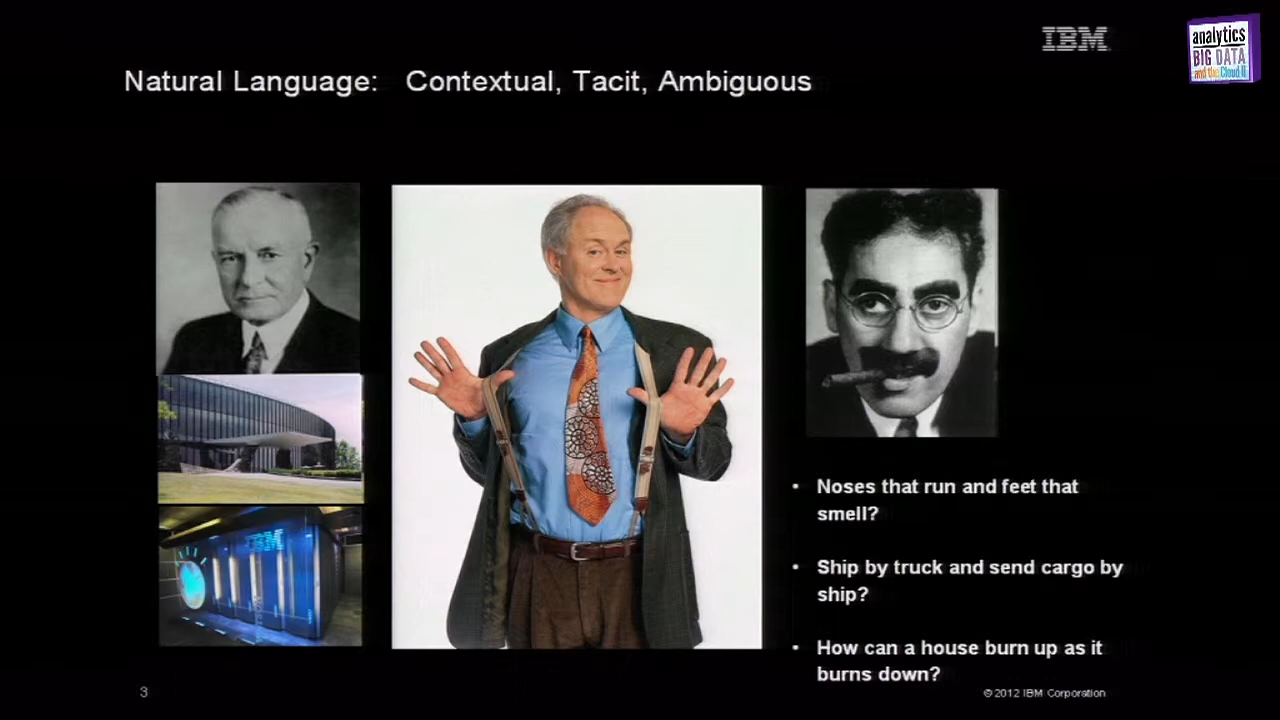 IBM
analytics
BIG DATA
and the Cloud II
Natural Language: Contextual, Tacit, Ambiguous
IBM
• Noses that run and feet that
smell?
• Ship by truck and send cargo by
ship?
• How can a house burn up as it
burns down?
3
© 2012 IBM Corporation